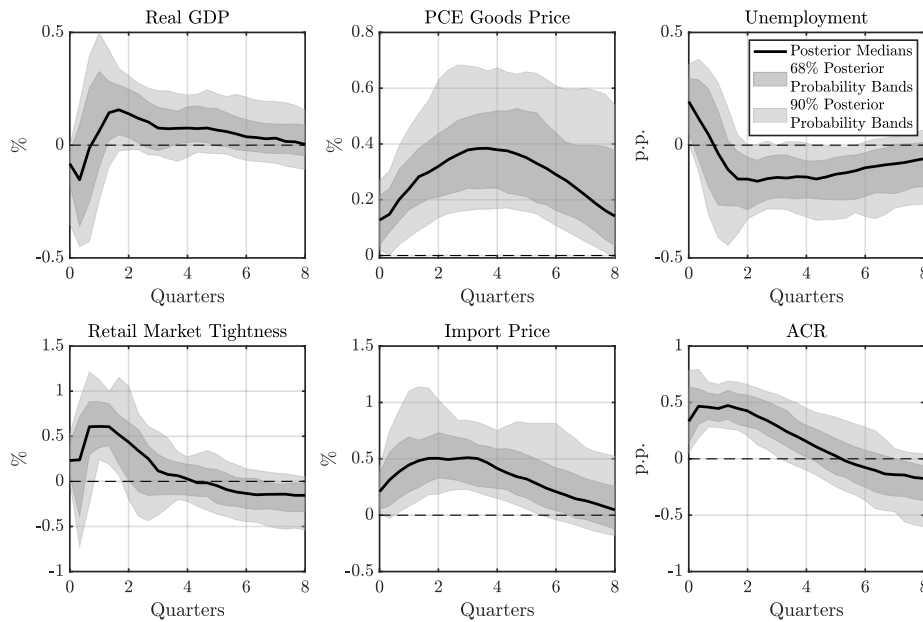 Real GDP
PCE Goods Price
Unemployment
0.5
0
-0.5
%
0 2 4 6 8
Quarters
0.8
0.6
0.4
0.2
0
%
0 2 4 6 8
Quarters
0.5
0
-0.5
p.p.
Posterior Medians
68% Posterior
Probability Bands
90% Posterior
Probability Bands
0 2 4 6 8
Quarters
Retail Market Tightness
Import Price
ACR
1.5
1
0.5
0
-0.5
-1
%
0 2 4 6 8
Quarters
1.5
1
0.5
0
-0.5
%
0 2 4 6 8
Quarters
1
0.5
0
-0.5
-1
p.p.
0 2 4 6 8
Quarters